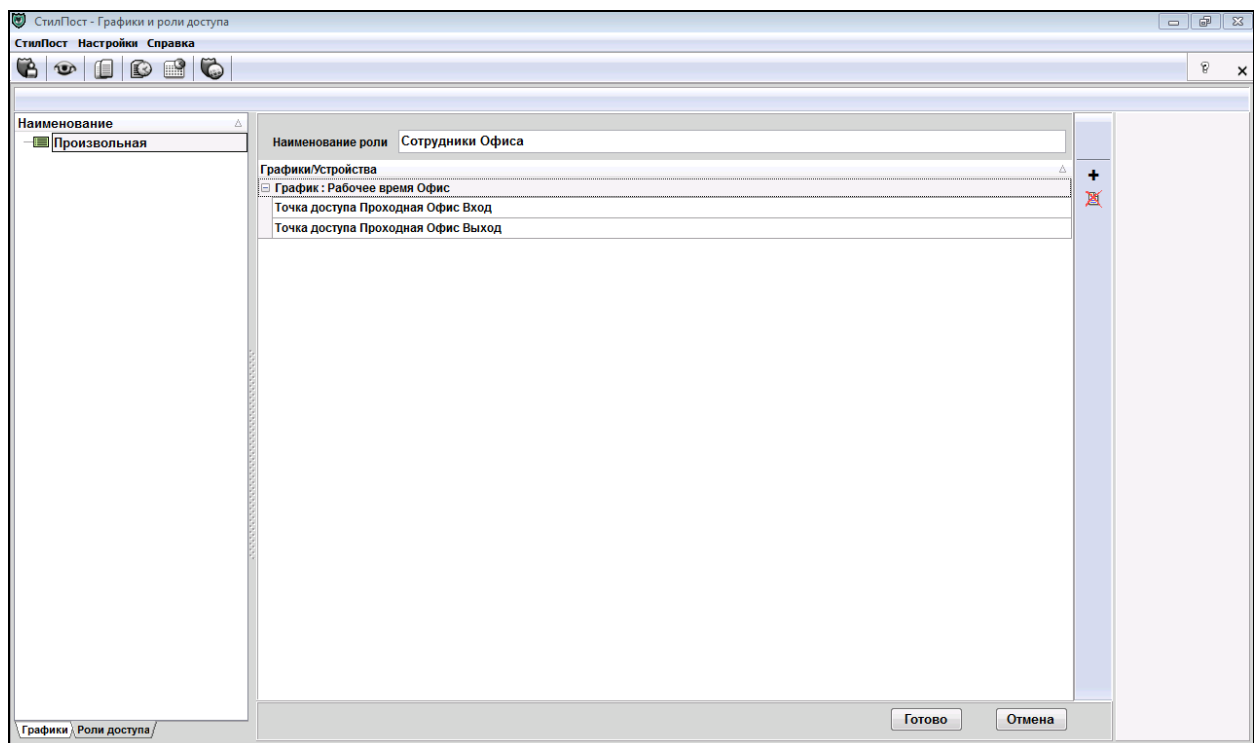 СтилПост - Графики и роли доступа
СтилПост Настройки Справка
Наименование
Произвольная
Наименование роли Сотрудники Офиса
Графики/Устройства
График : Рабочее время Офис
Точка доступа Проходная Офис Вход
Точка доступа Проходная Офис Выход
Готово Отмена
Графики Роли доступа